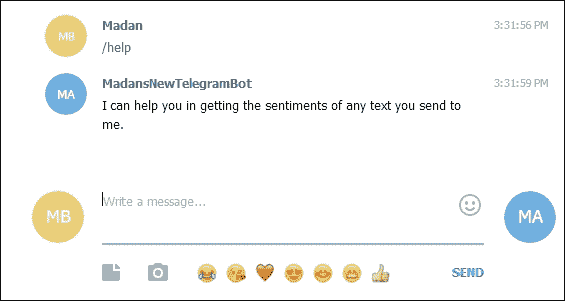 MB
Madan
3:31:56 PM
/help
MA
MadansNewTelegramBot
3:31:59 PM
I can help you in getting the sentiments of any text you send to
me.
MB
Write a message...
MA
SEND